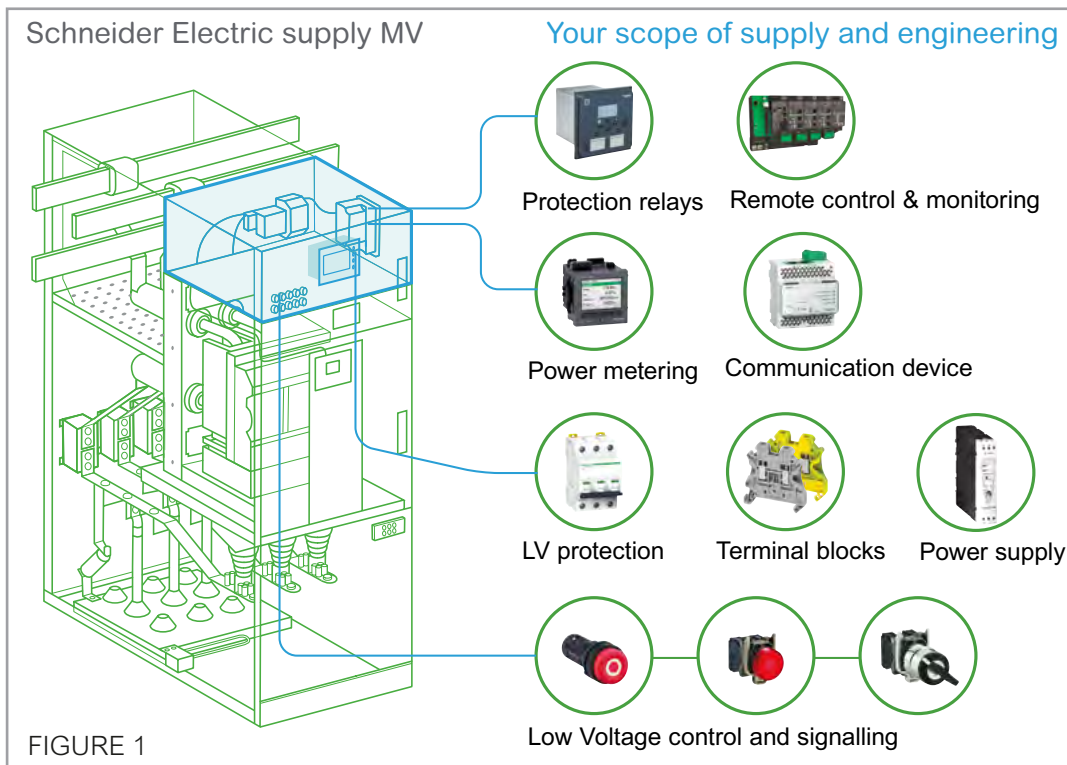 Schneider Electric supply MV
Your scope of supply and engineering
Protection relays
Remote control & monitoring
Power metering
Communication device
LV protection
Terminal blocks
Power supply
Low Voltage control and signalling
FIGURE 1